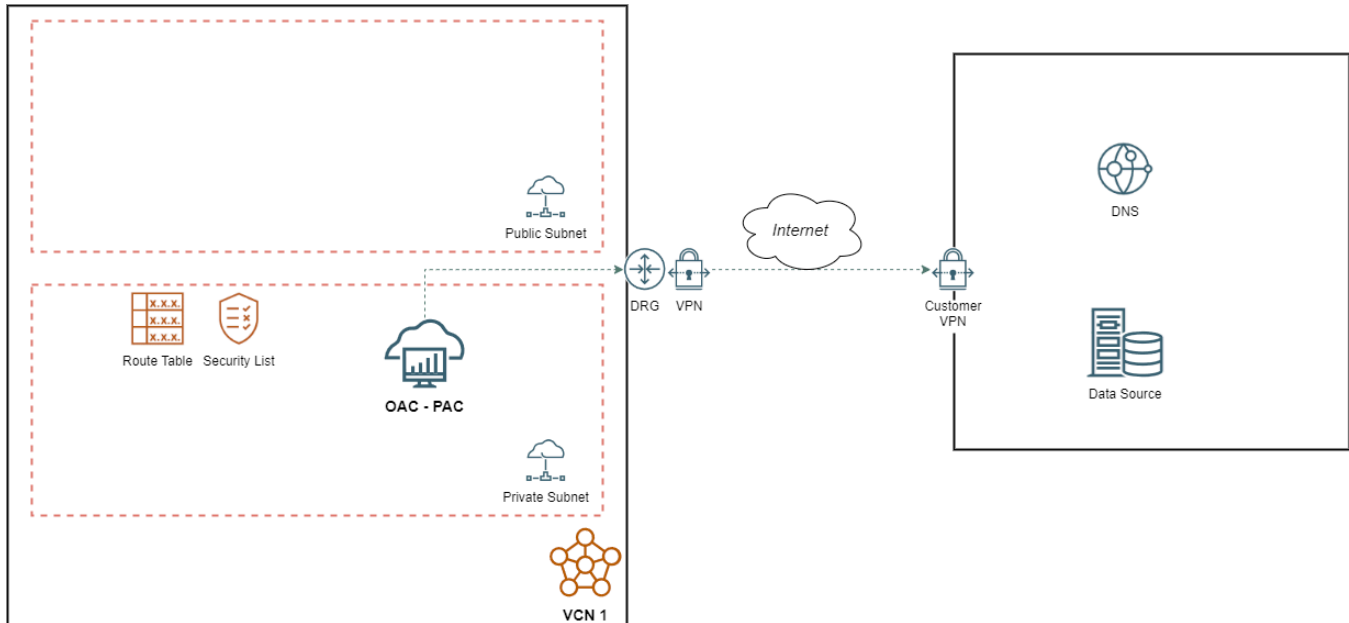 Public Subnet
Internet
DNS
DRG
VPN
Customer
VPN
x.x.x.
x.x.x.
x.x.x.
Route Table
Security List
OAC - PAC
Data Source
Private Subnet
VCN 1